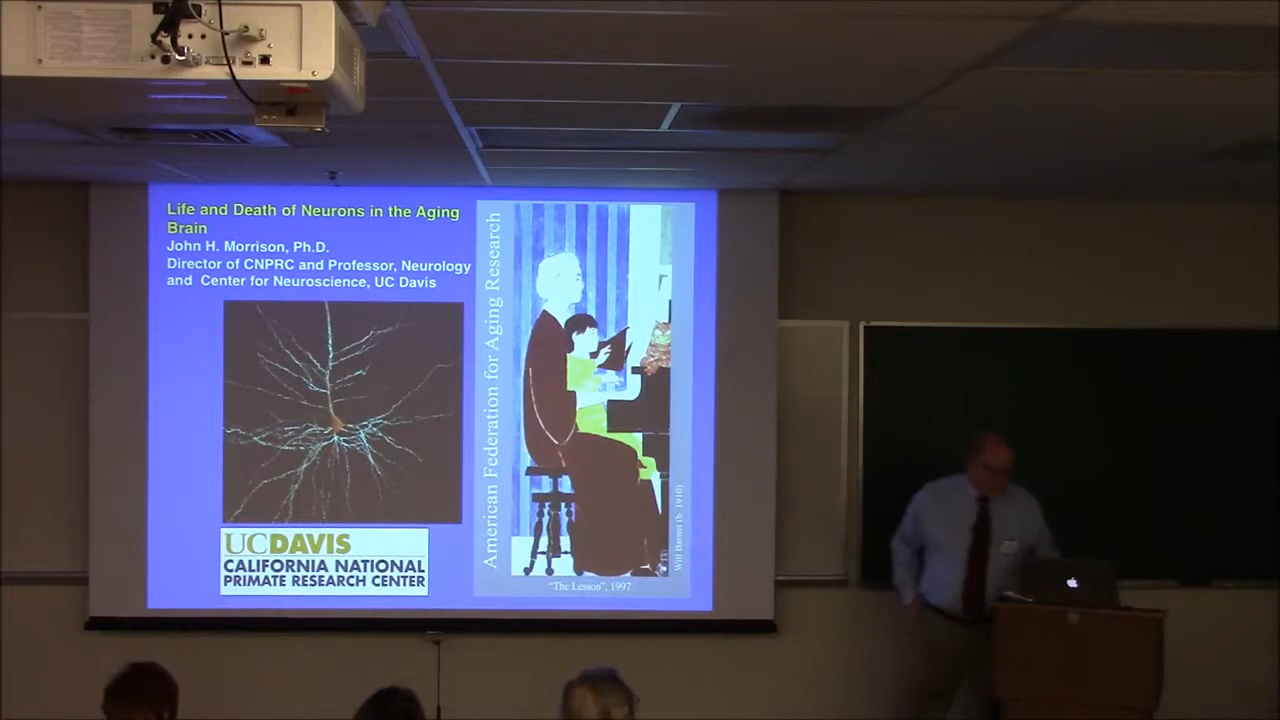 Life and Death of Neurons in the Aging
Brain
John H. Morrison, Ph.D.
Director of CNPRC and Professor, Neurology
and Center for Neuroscience, UC Davis
UCDAVIS
CALIFORNIA NATIONAL
PRIMATE RESEARCH CENTER
American Federation for Aging Research
Will Barnet (b. 1910)
"The Lesson", 1997